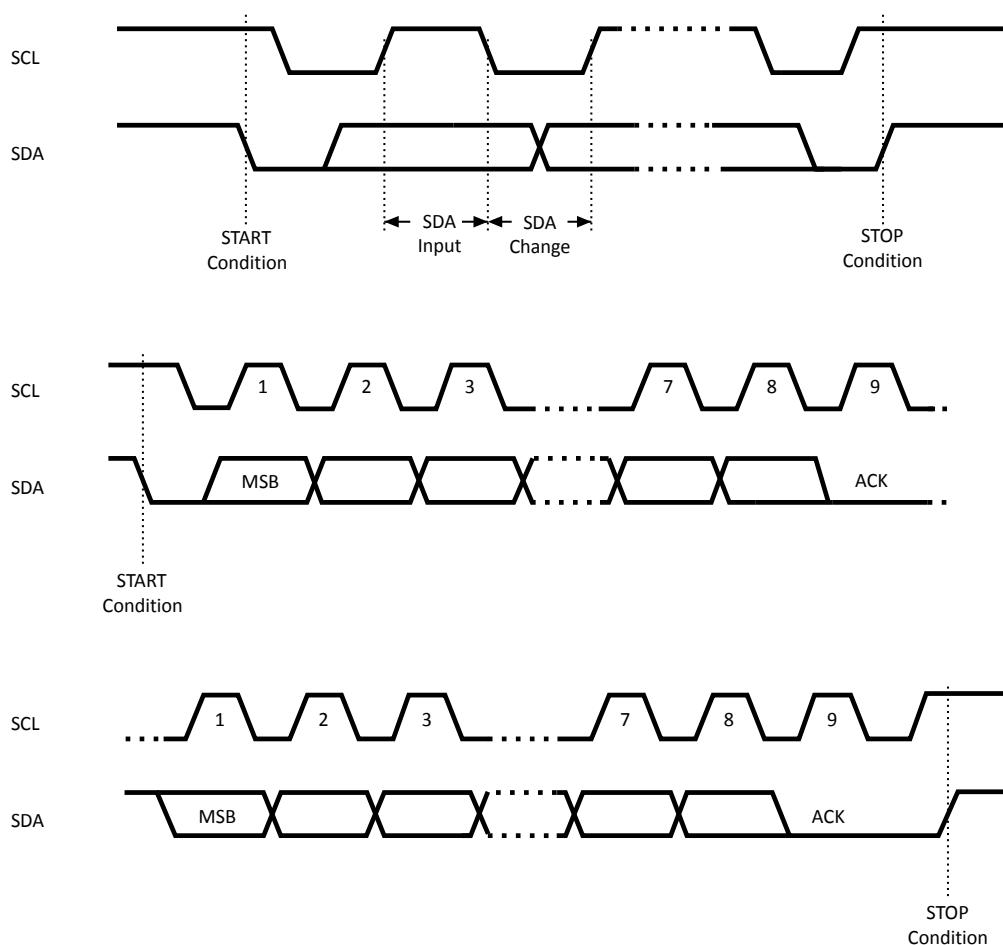 SCL
SDA
SDA
Input
SDA
Change
START
Condition
STOP
Condition
SCL
1
2
3
7
8
9
SDA
MSB
ACK
START
Condition
SCL
1
2
3
7
8
9
SDA
MSB
ACK
STOP
Condition